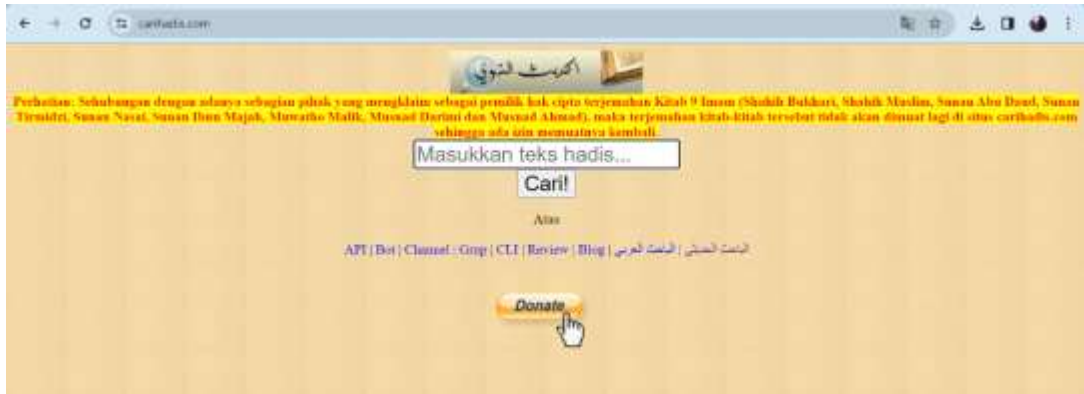 carihadis.com
الحديث النبوي
Perhatian: Sehubungan dengan adanya sebagian pihak yang mengklaim sebagai pemilik hak cipta terjemahan Kitab 9 Imam (Shahih Bukhari, Shahih Muslim, Sunan Abu Daud, Sunan
Tirmidzi, Sunan Nasai, Sunan Ibnu Majah, Muwatho Malik, Musnad Darimi dan Musnad Ahmad), maka terjemahan kitab-kitab tersebut tidak akan dimuat lagi di situs carihadis.com
sehingga ada izin memuatnya kembali.
Masukkan teks hadis...
Cari!
Atau
API | Bot | Channel : Grup | CLI | Review | Blog | الباحث العربي | الباحث الحديثي
Donate